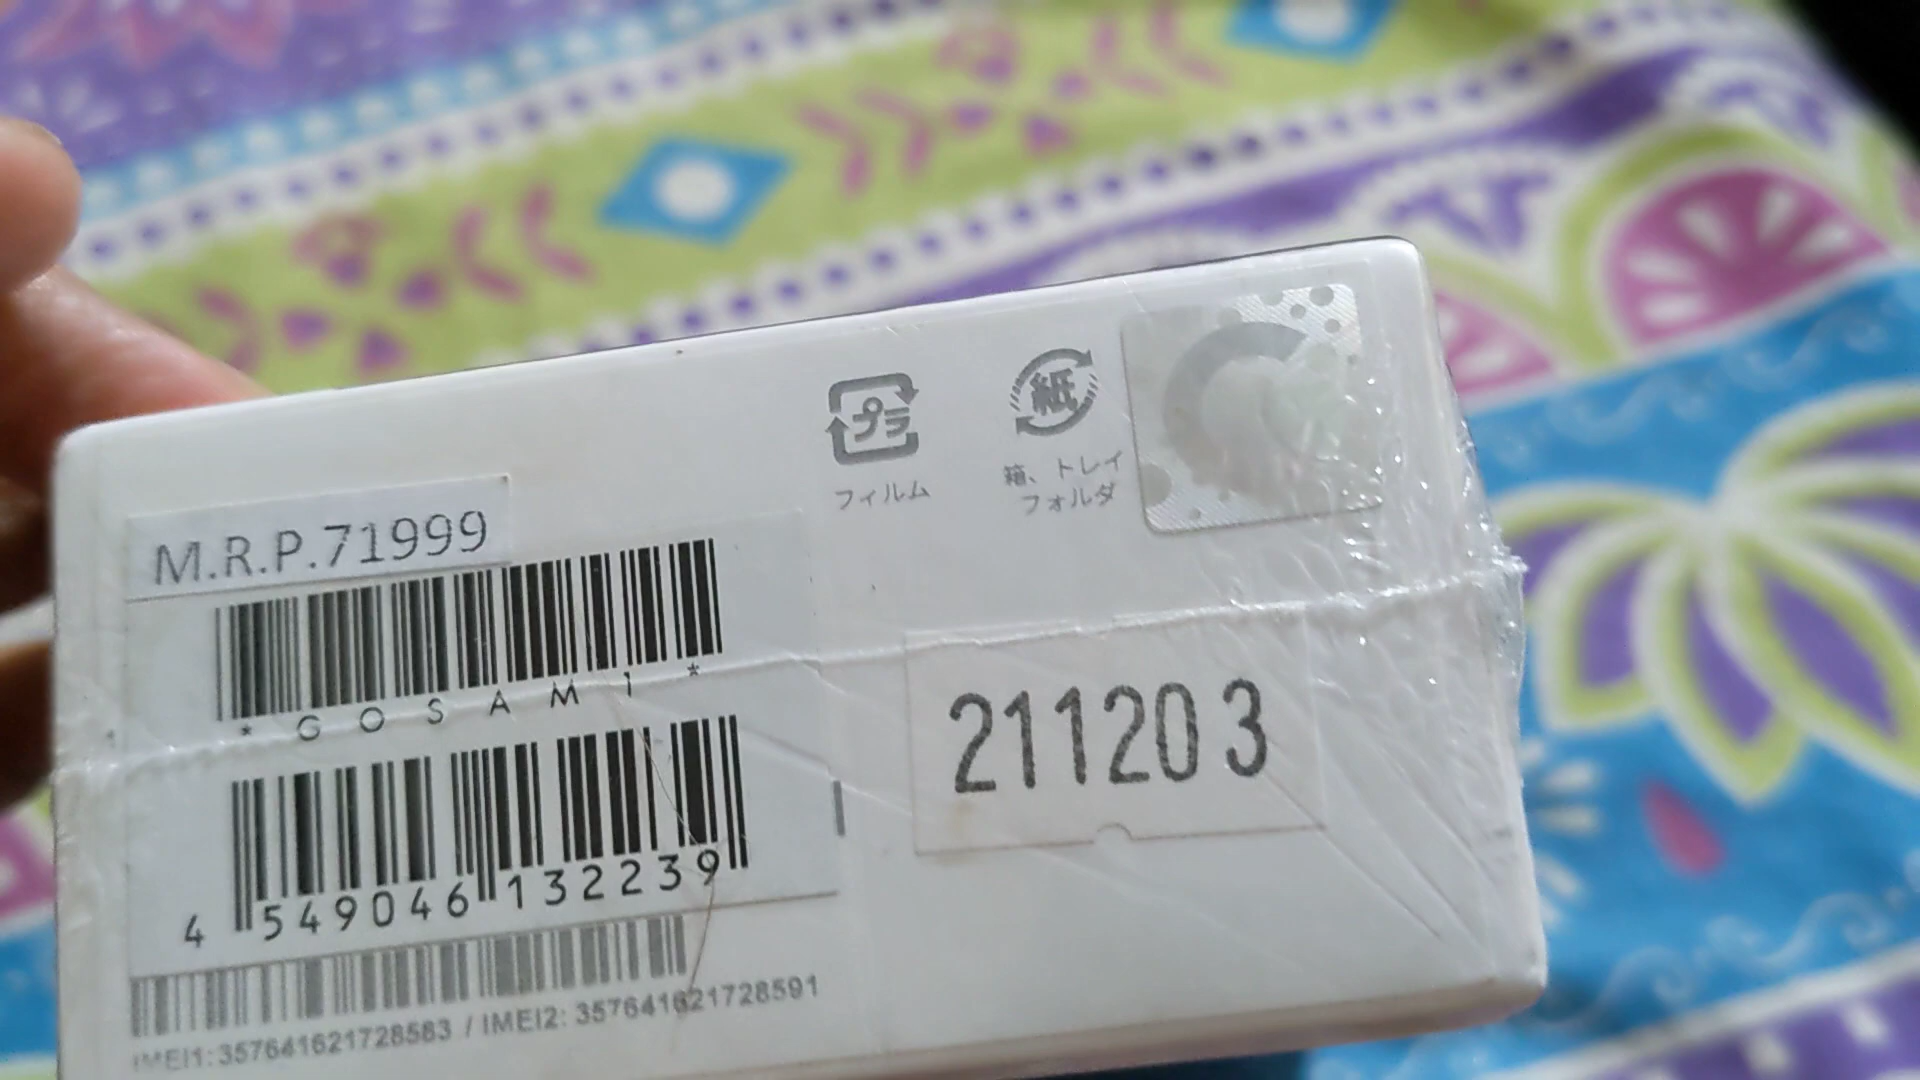 プラ
紙
フィルム
箱、トレイ
フォルダ
M.R.P.71999
* G O S A M 1 *
4 549046 132239
211203
IMEI1: 357641621728583 / IMEI2: 357641621728591